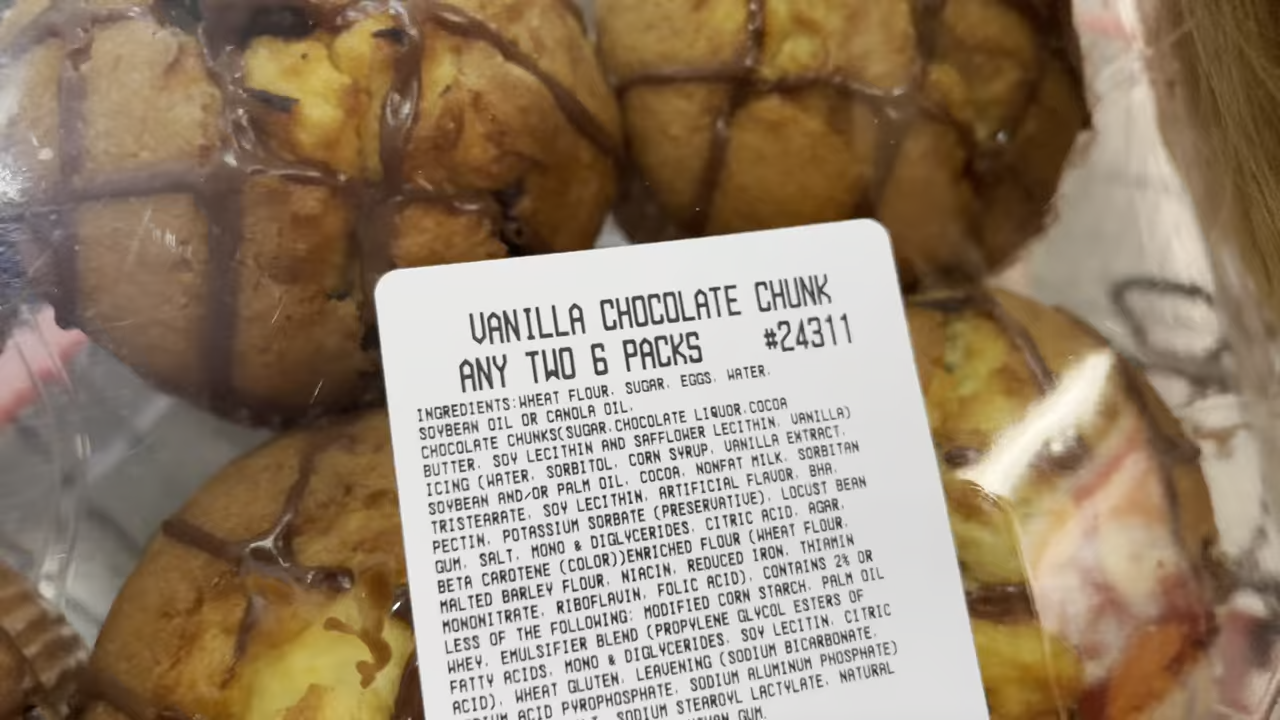 VANILLA CHOCOLATE CHUNK
ANY TWO 6 PACKS #24311
INGREDIENTS:WHEAT FLOUR, SUGAR, EGGS, WATER,
SOYBEAN OIL OR CANOLA OIL,
CHOCOLATE CHUNKS(SUGAR,CHOCOLATE LIQUOR,COCOA
BUTTER, SOY LECITHIN AND SAFFLOWER LECITHIN, VANILLA)
ICING (WATER, SORBITOL, CORN SYRUP, VANILLA EXTRACT,
SOYBEAN AND/OR PALM OIL, COCOA, NONFAT MILK, SORBITAN
TRISTEARATE, SOY LECITHIN, ARTIFICIAL FLAVOR, BHA,
PECTIN, POTASSIUM SORBATE (PRESERVATIVE), LOCUST BEAN
GUM, SALT, MONO & DIGLYCERIDES, CITRIC ACID, AGAR,
BETA CAROTENE (COLOR))ENRICHED FLOUR (WHEAT FLOUR,
MALTED BARLEY FLOUR, NIACIN, REDUCED IRON, THIAMIN
MONONITRATE, RIBOFLAVIN, FOLIC ACID), CONTAINS 2% OR
LESS OF THE FOLLOWING: MODIFIED CORN STARCH, PALM OIL
WHEY, EMULSIFIER BLEND (PROPYLENE GLYCOL ESTERS OF
FATTY ACIDS, MONO & DIGLYCERIDES, SOY LECITIN, CITRIC
ACID), WHEAT GLUTEN, LEAVENING (SODIUM BICARBONATE,
ACID PYROPHOSPHATE, SODIUM ALUMINUM PHOSPHATE)
SODIUM STEAROYL LACTYLATE, NATURAL
GUM.